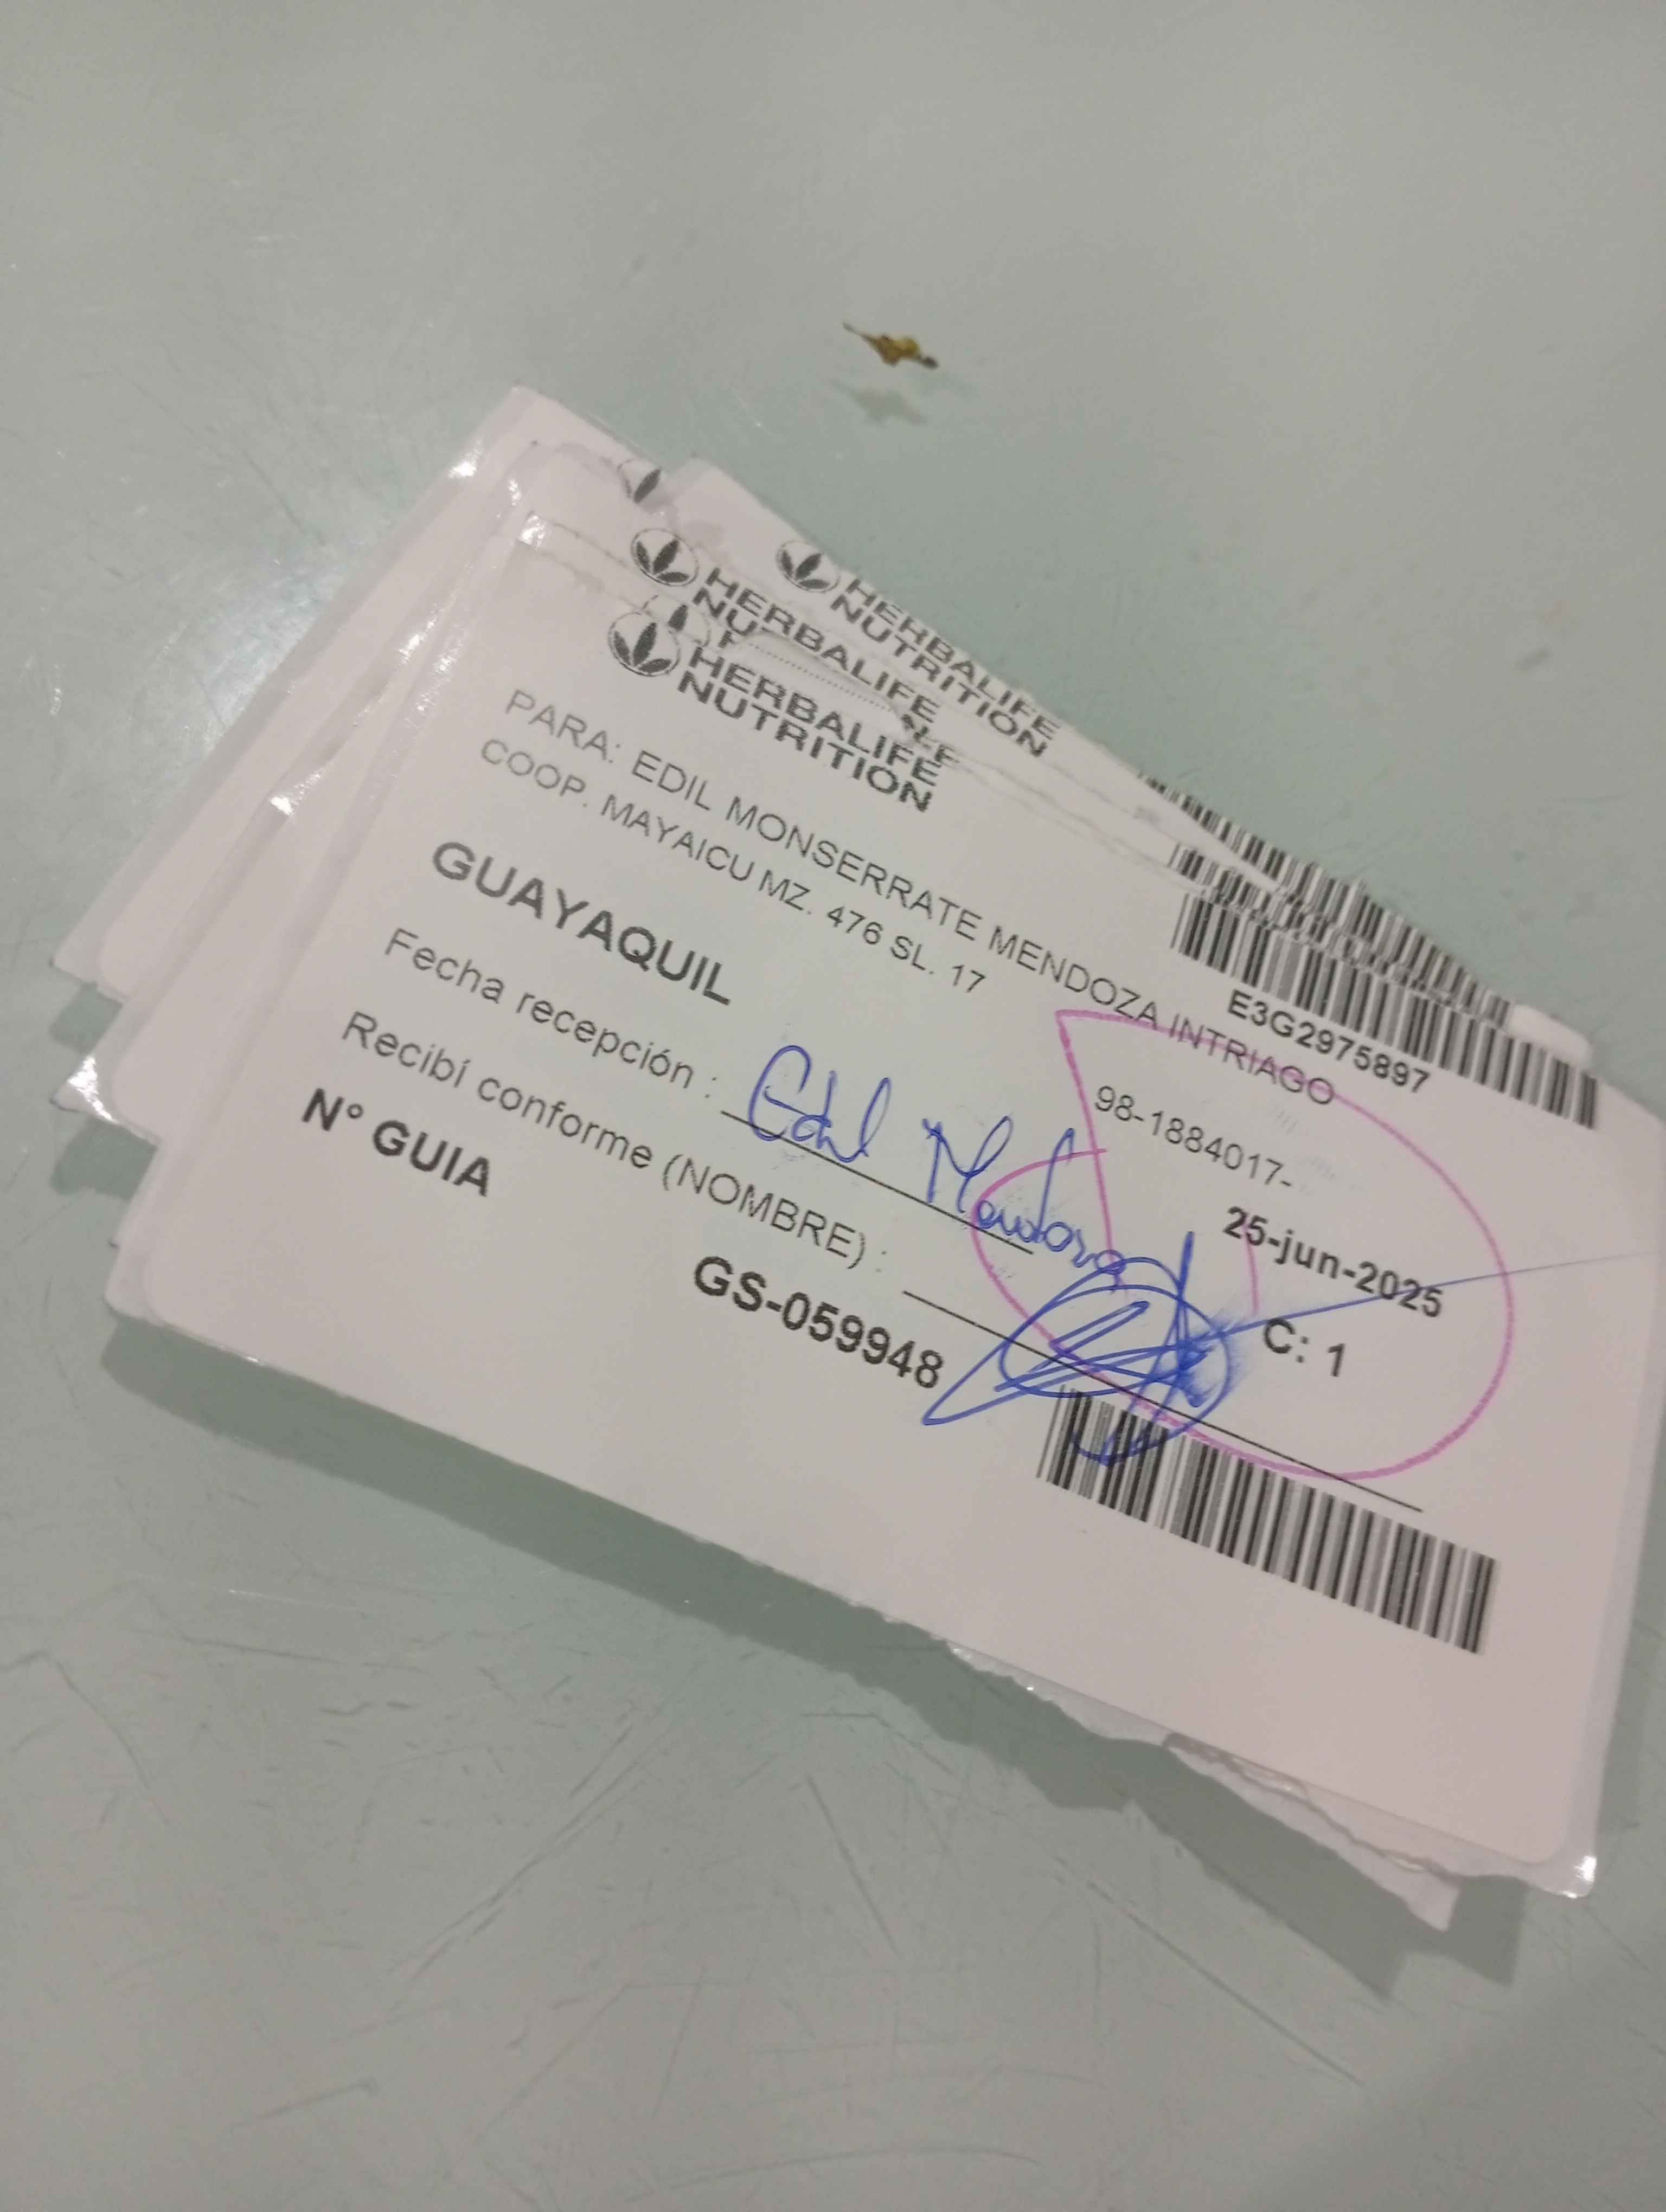 HERBALIFE
NUTRITION
HERBALIFE
NU
HERBALIFE
NUTRITION
E3G2975897
PARA: EDIL MONSERRATE MENDOZA INTRIAGO
COOP. MAYAICU MZ. 476 SL. 17
98-1884017-
GUAYAQUIL
25-jun-2025
Fecha recepción : Edil Mendoza
C: 1
Recibí conforme (NOMBRE) :
N° GUIA
GS-059948